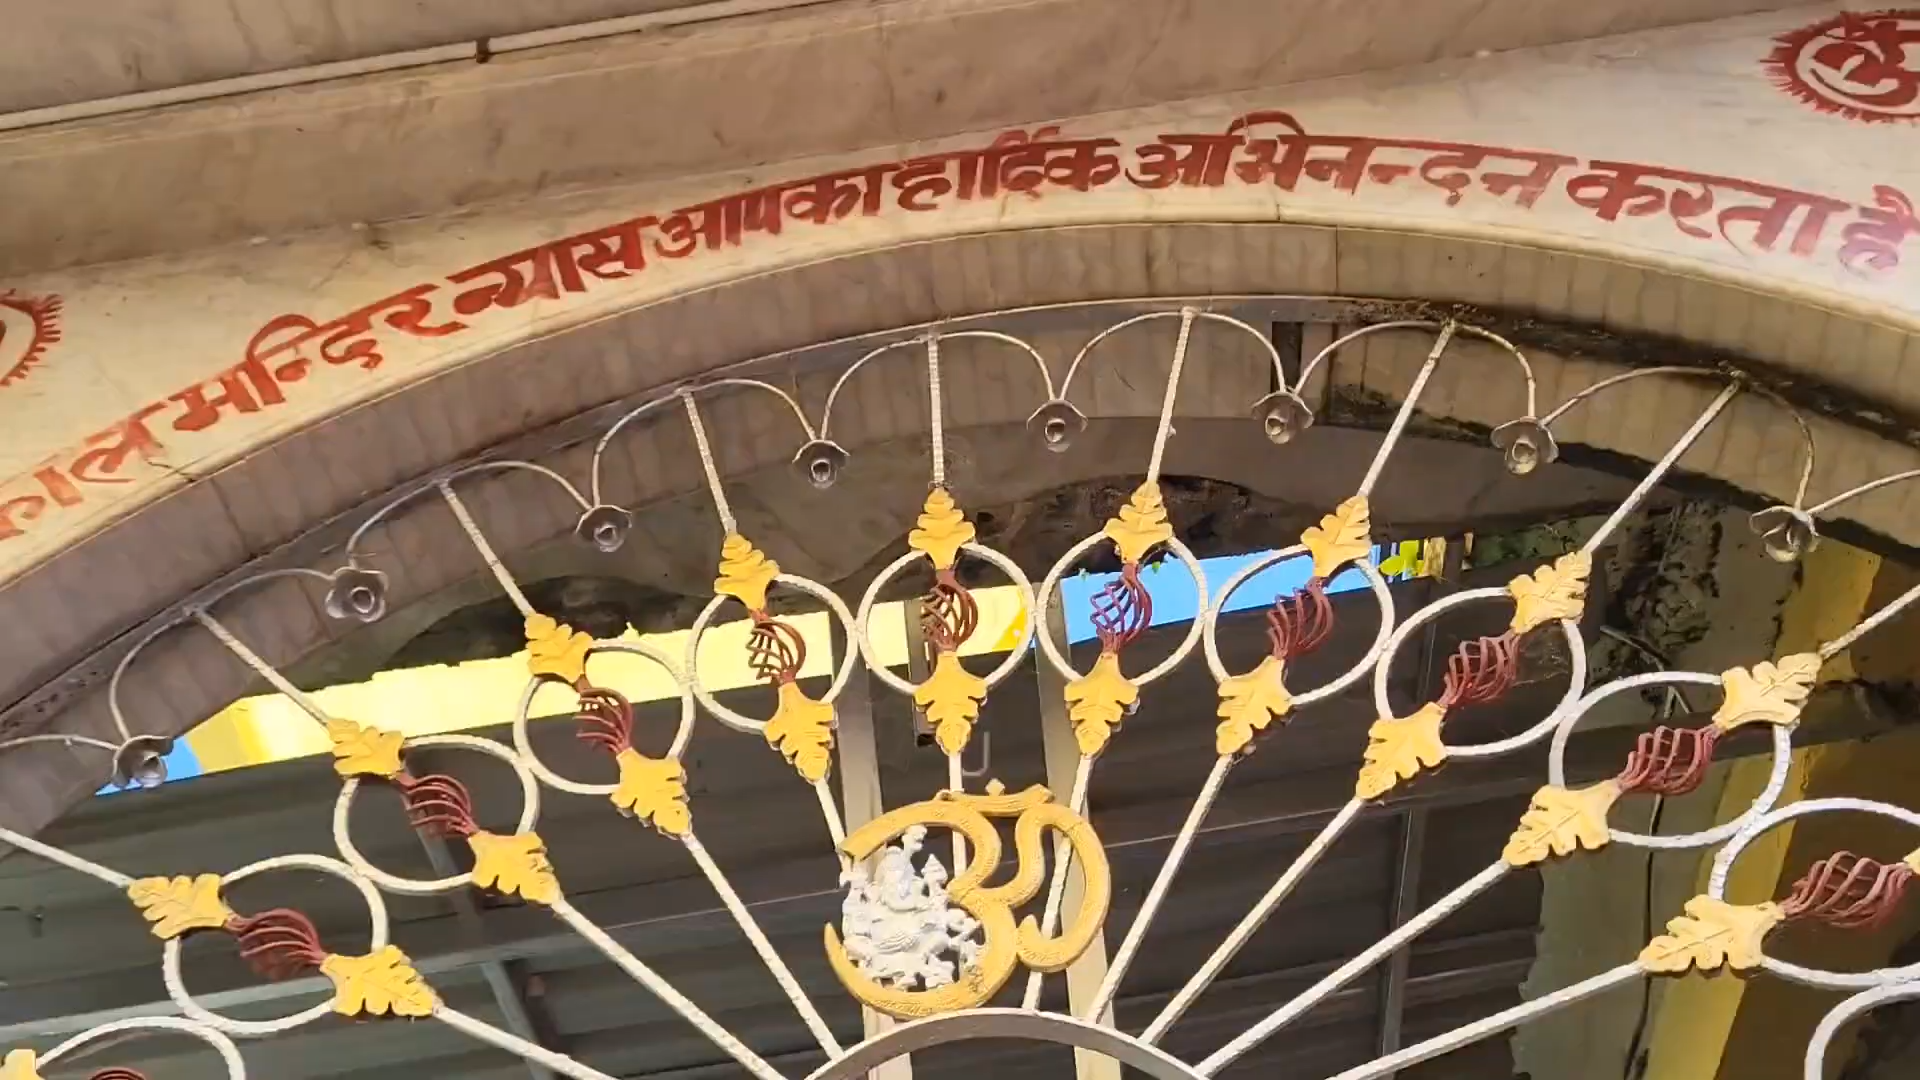 काल मन्दिर न्यास आपका हार्दिक अभिनन्दन करता है
ॐ